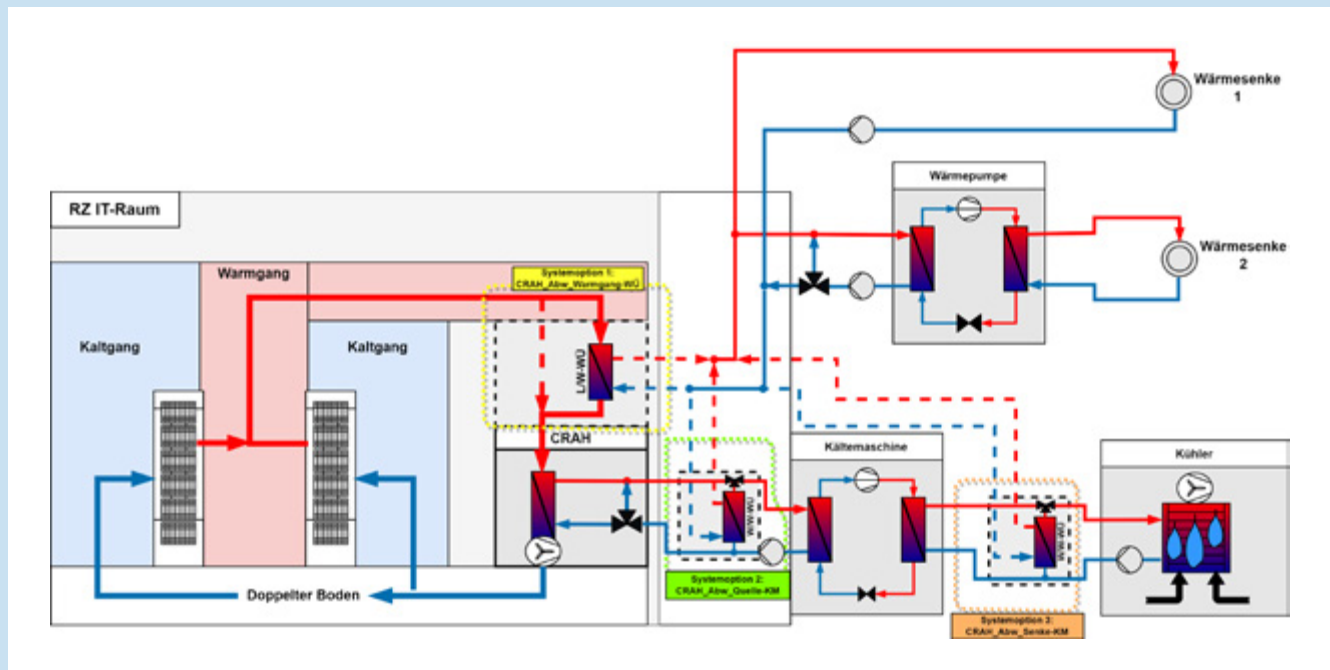 Wärmesenke
1
Wärmepumpe
Wärmesenke
2
RZ IT-Raum
Warmgang
Systemoption 1:
CRAH_Abw_Warmgang-WÜ
Kaltgang
Kaltgang
L/W-WÜ
CRAH
Kältemaschine
Kühler
W/W-WÜ
W/W-WÜ
Doppelter Boden
Systemoption 2:
CRAH_Abw_Quelle-KM
Systemoption 3:
CRAH_Abw_Senke-KM